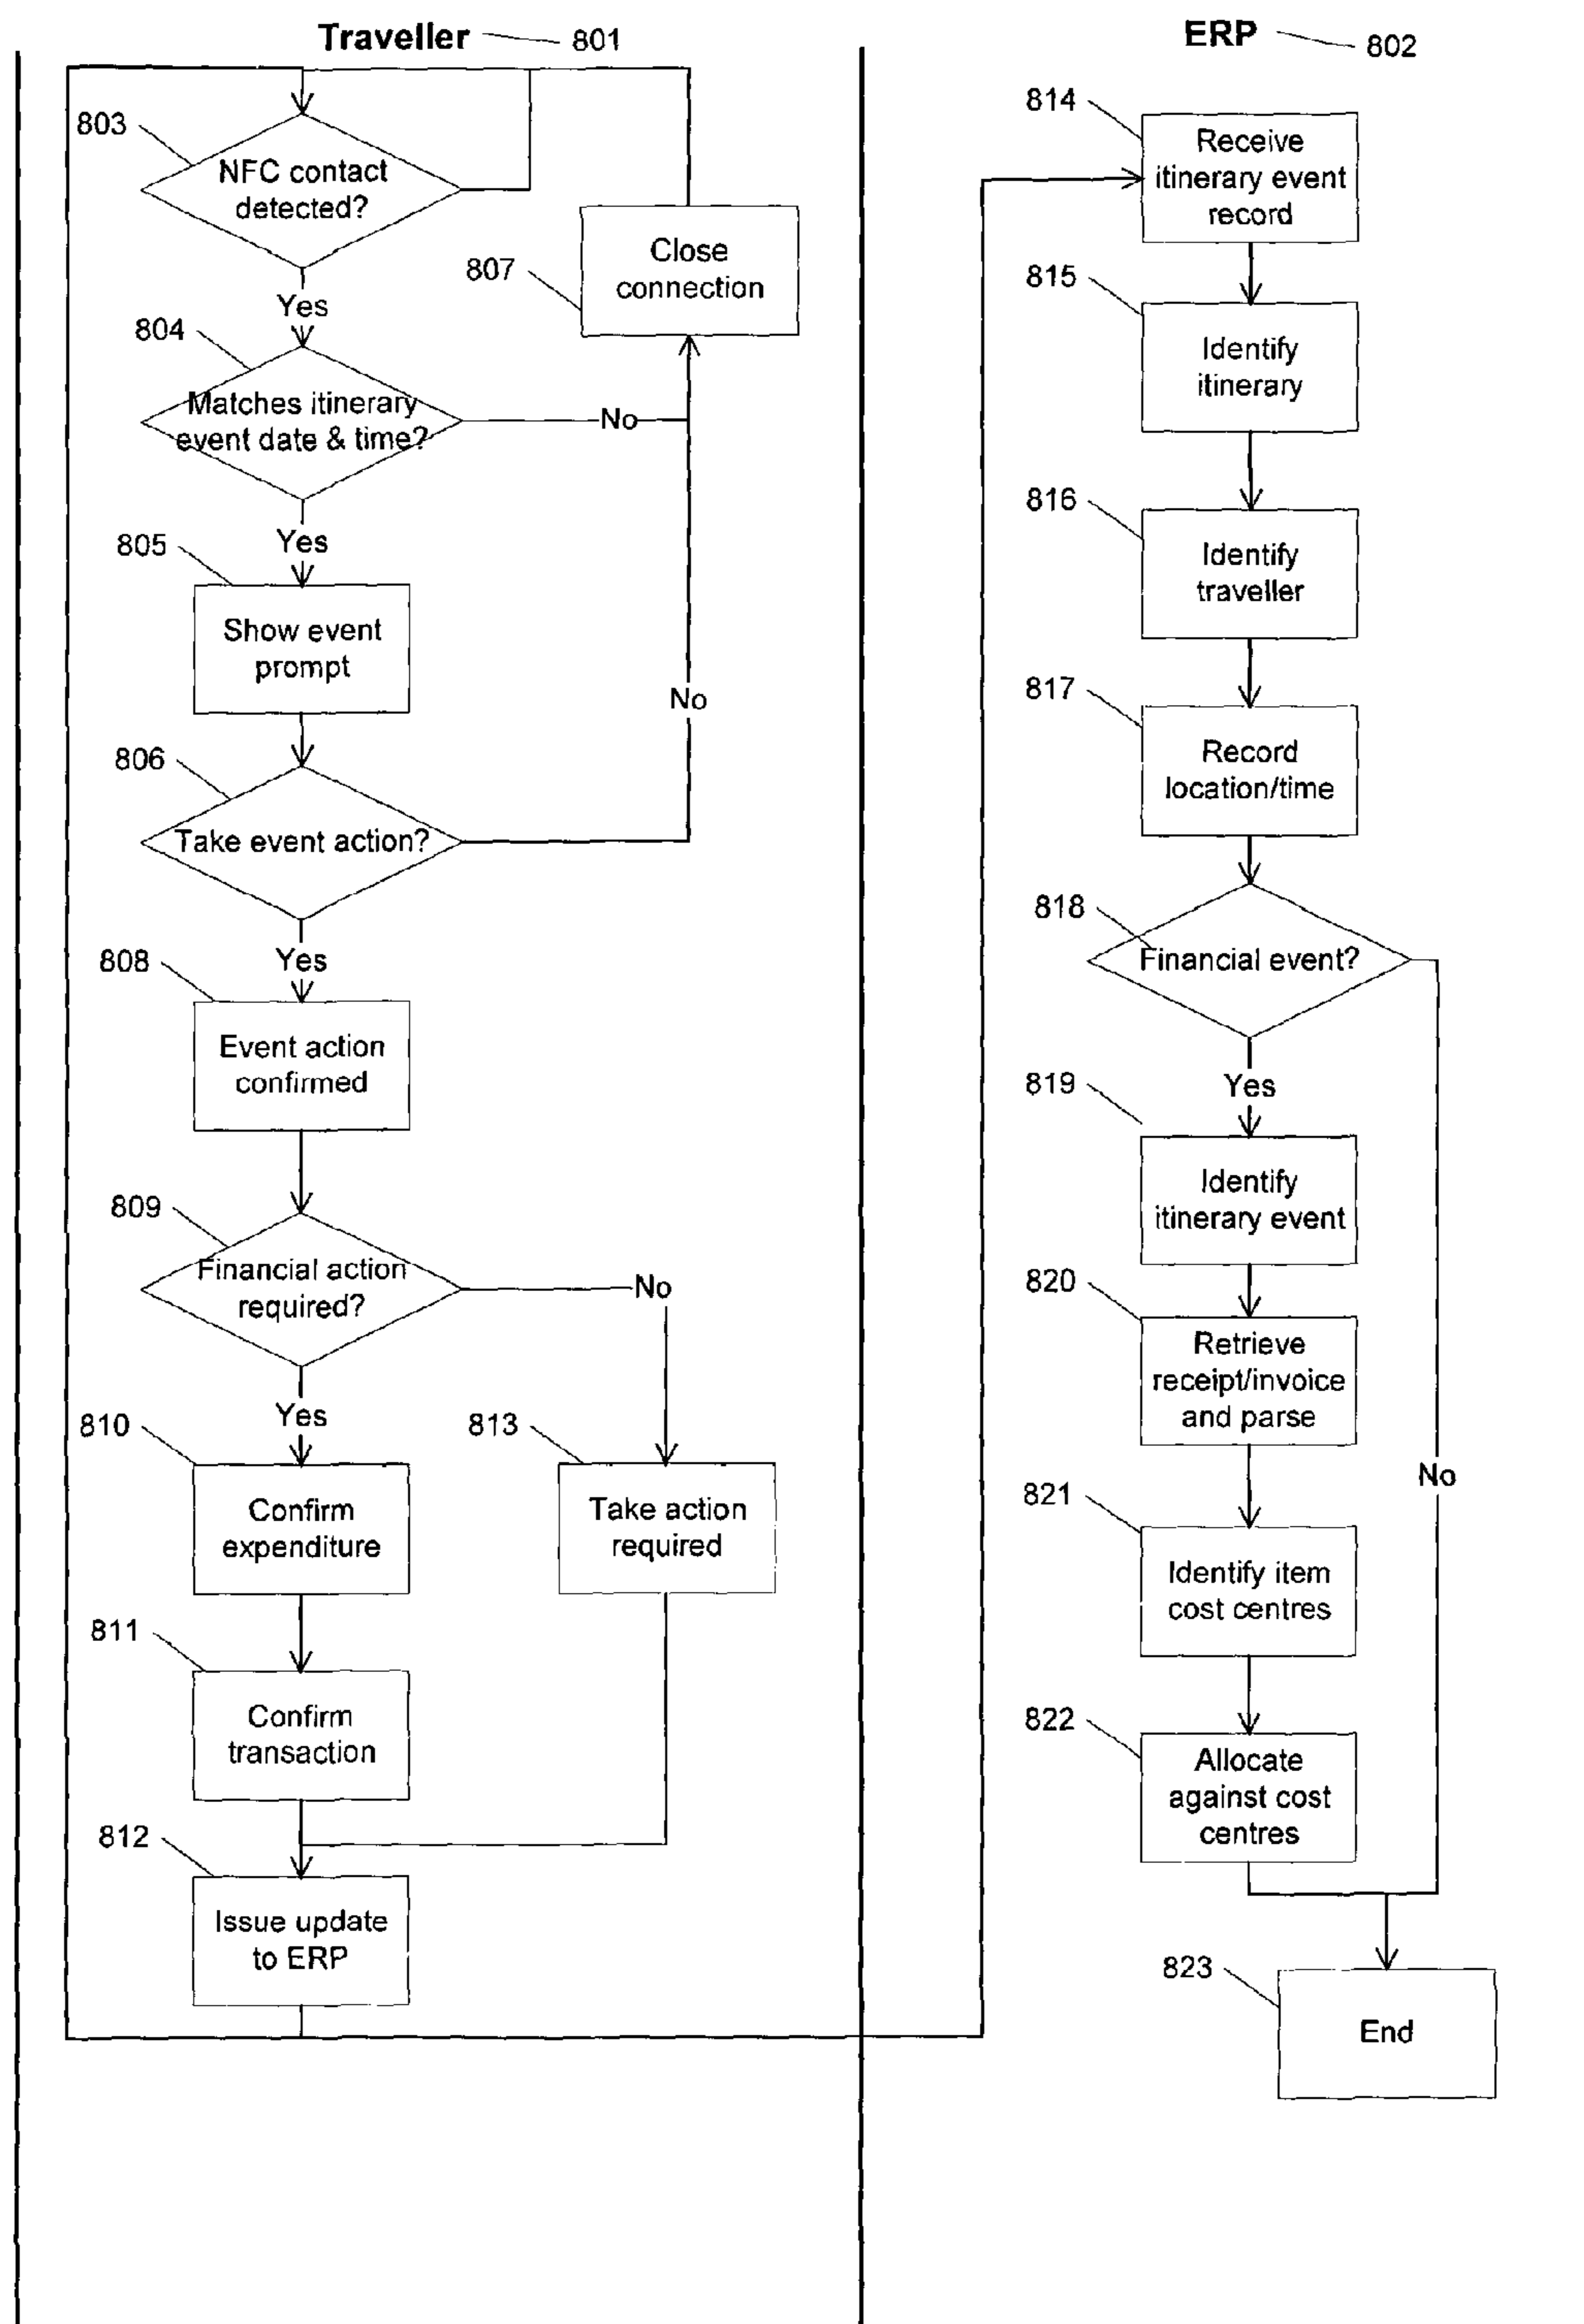 Traveller 801
803
NFC contact
detected?
Yes
807
Close
connection
804
Matches itinerary
event date & time?
No
Yes
805
Show event
prompt
No
806
Take event action?
Yes
808
Event action
confirmed
809
Financial action
required?
No
Yes
810
Confirm
expenditure
813
Take action
required
811
Confirm
transaction
812
Issue update
to ERP
ERP 802
814
Receive
itinerary event
record
815
Identify
itinerary
816
Identify
traveller
817
Record
location/time
818
Financial event?
Yes
819
Identify
itinerary event
820
Retrieve
receipt/invoice
and parse
No
821
Identify item
cost centres
822
Allocate
against cost
centres
823
End